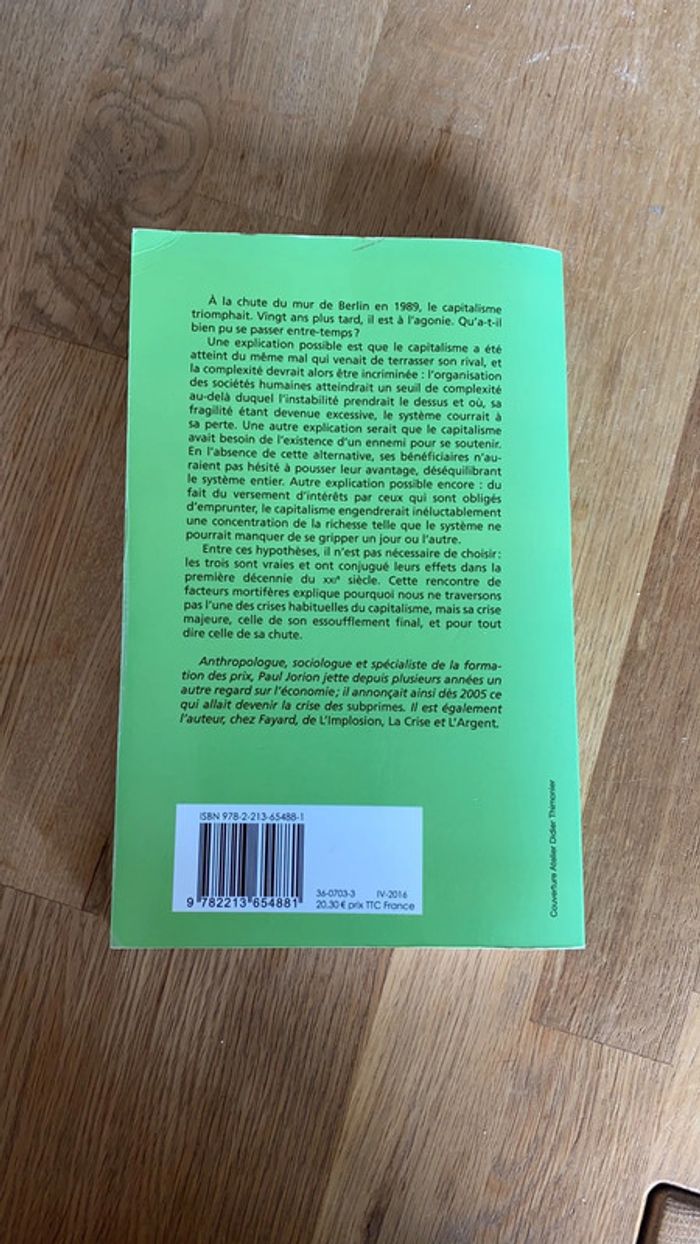 À la chute du mur de Berlin en 1989, le capitalisme
triomphait. Vingt ans plus tard, il est à l'agonie. Qu'a-t-il
bien pu se passer entre-temps ?
Une explication possible est que le capitalisme a été
atteint du même mal qui venait de terrasser son rival, et
la complexité devrait alors être incriminée : l'organisation
des sociétés humaines atteindrait un seuil de complexité
au-delà duquel l'instabilité prendrait le dessus et où, sa
fragilité étant devenue excessive, le système courrait à
sa perte. Une autre explication serait que le capitalisme
avait besoin de l'existence d'un ennemi pour se soutenir.
En l'absence de cette alternative, ses bénéficiaires n'au-
raient pas hésité à pousser leur avantage, déséquilibrant
le système entier. Autre explication possible encore : du
fait du versement d'intérêts par ceux qui sont obligés
d'emprunter, le capitalisme engendrerait inéluctablement
une concentration de la richesse telle que le système ne
pourrait manquer de se gripper un jour ou l'autre.
Entre ces hypothèses, il n'est pas nécessaire de choisir :
les trois sont vraies et ont conjugué leurs effets dans la
première décennie du XXIe siècle. Cette rencontre de
facteurs mortifères explique pourquoi nous ne traversons
pas l'une des crises habituelles du capitalisme, mais sa crise
majeure, celle de son essoufflement final, et pour tout
dire celle de sa chute.
Anthropologue, sociologue et spécialiste de la forma-
tion des prix, Paul Jorion jette depuis plusieurs années un
autre regard sur l'économie ; il annonçait ainsi dès 2005 ce
qui allait devenir la crise des subprimes. Il est également
l'auteur, chez Fayard, de L'Implosion, La Crise et L'Argent.
ISBN 978-2-213-65488-1
9 782213 654881
36-0703-3 IV-2016
20,30 € prix TTC France
Couverture Atelier Didier Thimonier